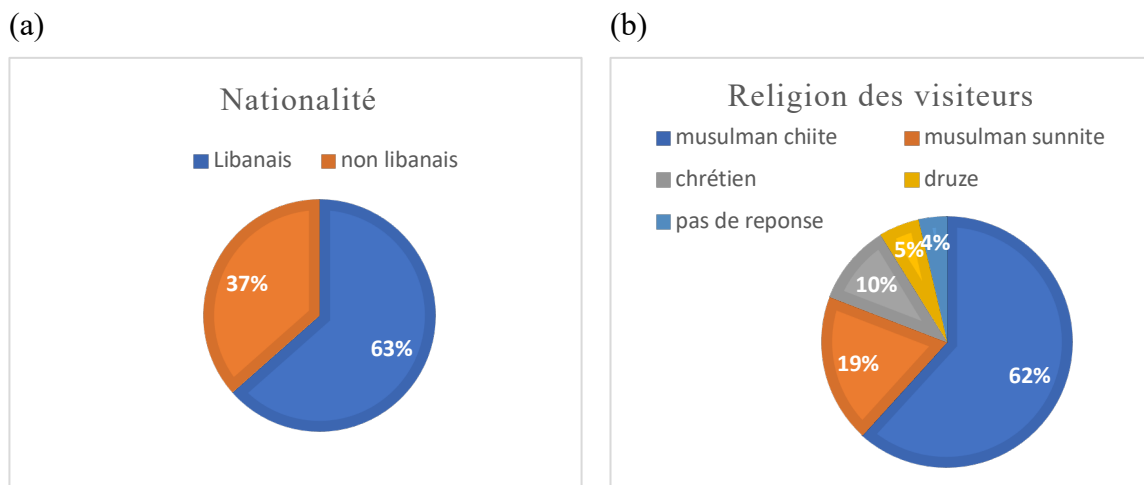 (a)
Nationalité
Libanais non libanais
37%
63%
(b)
Religion des visiteurs
musulman chiite musulman sunnite
chrétien druze
pas de reponse
5% 4%
10%
19%
62%